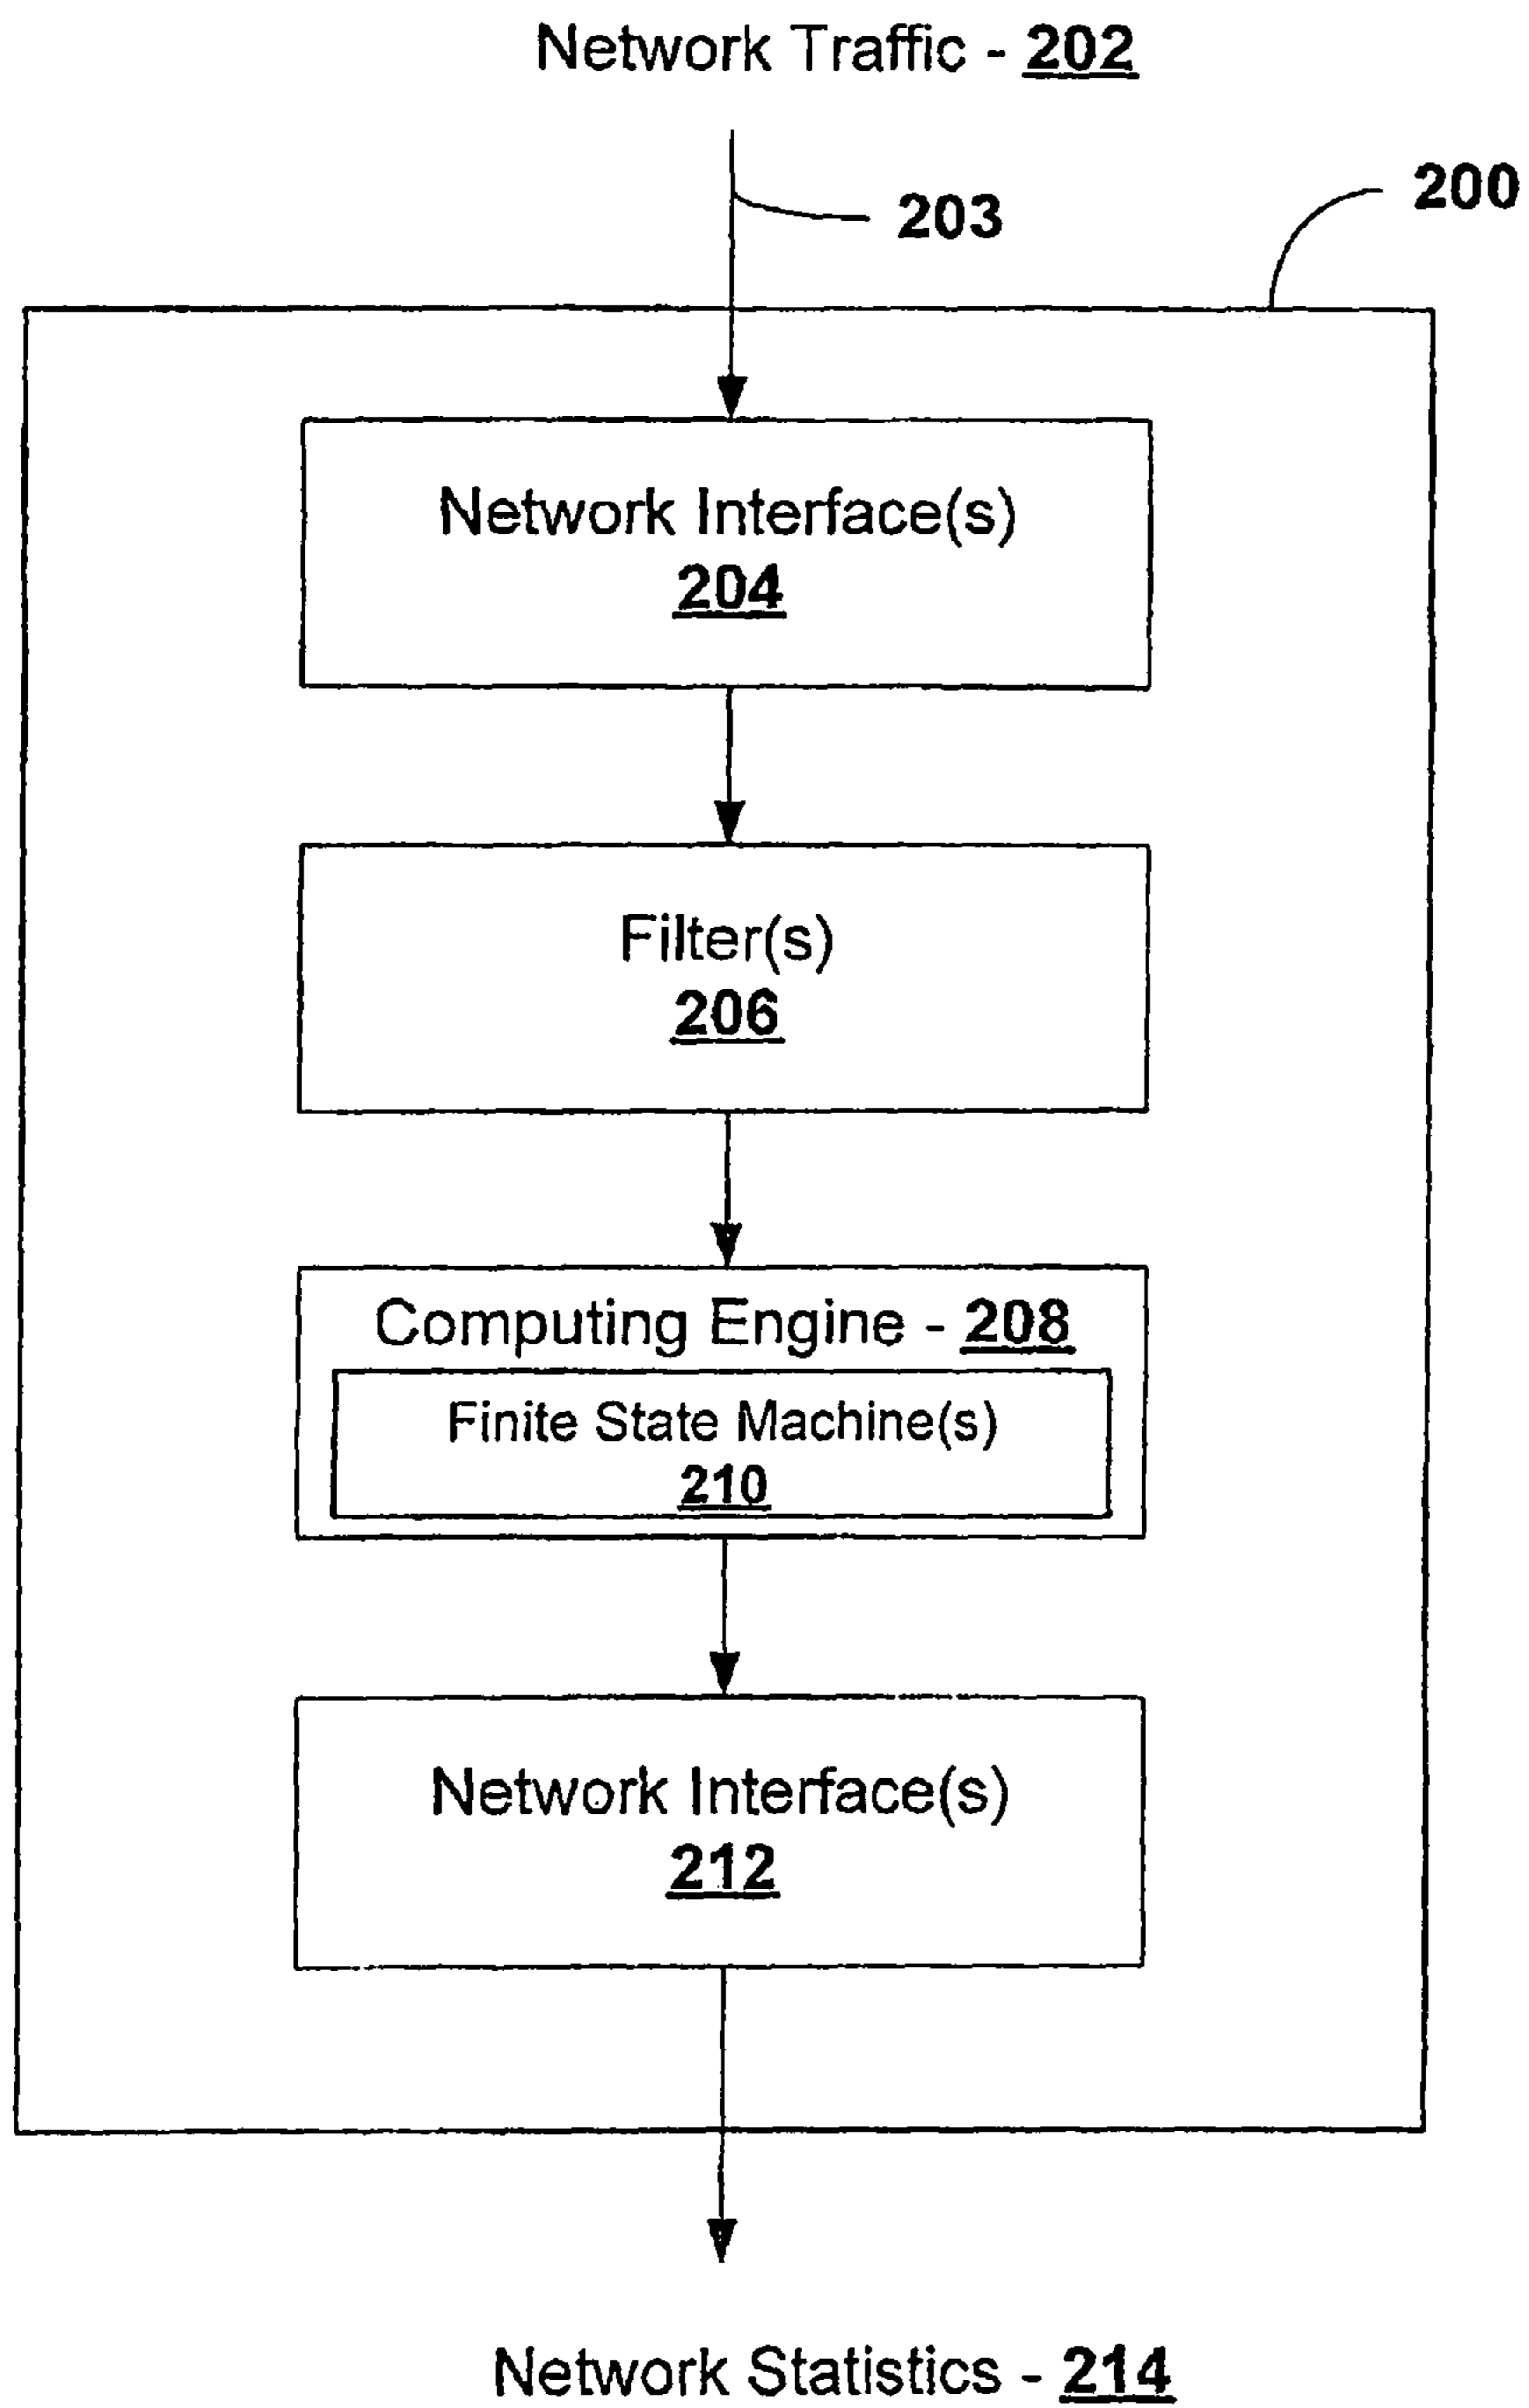 Network Traffic - 202
203
200
Network Interface(s)
204
Filter(s)
206
Computing Engine - 208
Finite State Machine(s)
210
Network Interface(s)
212
Network Statistics - 214